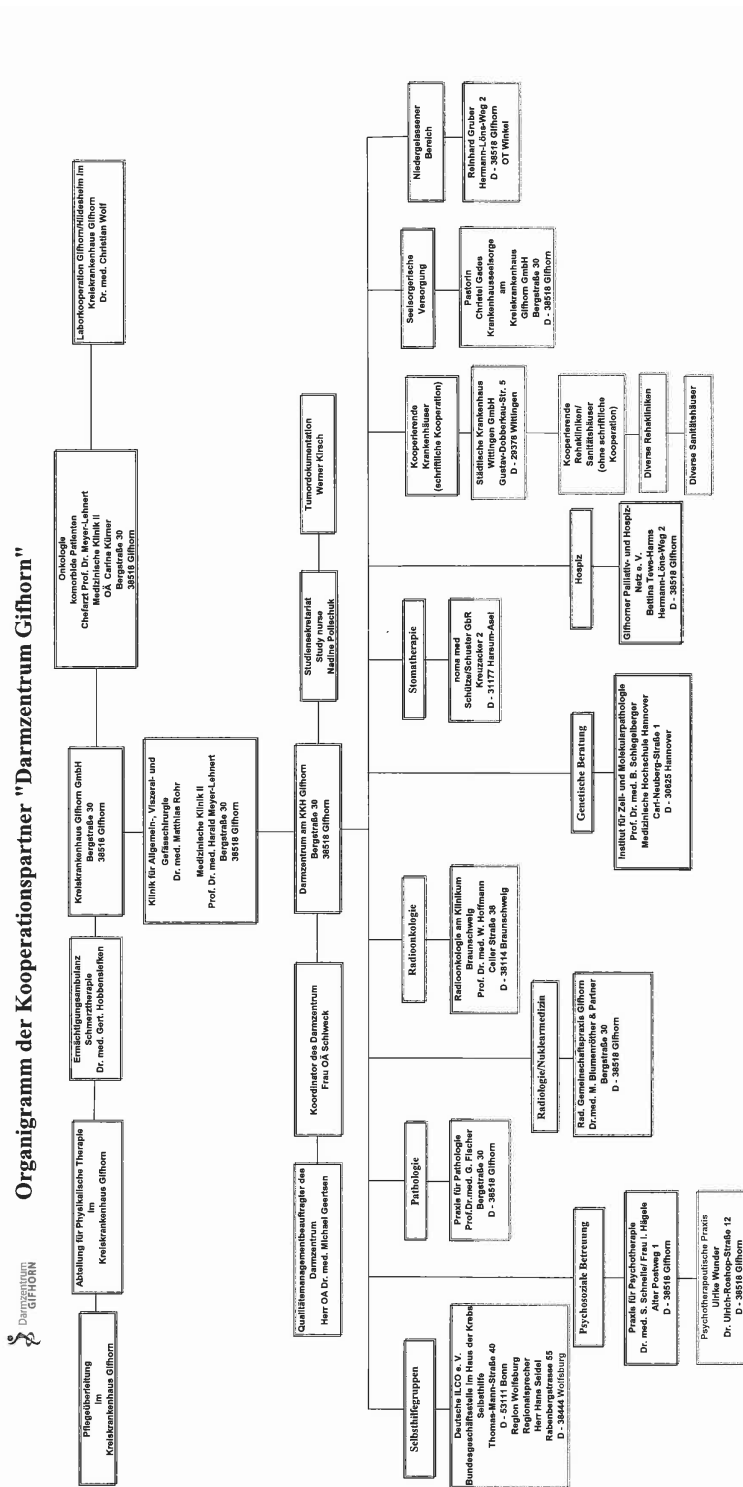 Darmzentrum
GIFHORN
Organigramm der Kooperationspartner "Darmzentrum Gifhorn"
Pflegeüberleitung
im
Kreiskrankenhaus Gifhorn
Abteilung für Physikalische Therapie
im
Kreiskrankenhaus Gifhorn
Ermächtigungsambulanz
Schmerztherapie
Dr. med. Gert. Hobbensiefken
Kreiskrankenhaus Gifhorn GmbH
Bergstraße 30
38518 Gifhorn
Onkologie
komorbide Patienten
Chefarzt Prof. Dr. Meyer-Lehnert
Medizinische Klinik II
OÄ Carina Kürner
Bergstraße 30
38518 Gifhorn
Laborkooperation Gifhorn/Hildesheim im
Kreiskrankenhaus Gifhorn
Dr. med. Christian Wolf
Klinik für Allgemein-, Viszeral- und
Gefässchirurgie
Dr. med. Matthias Rohr
Medizinische Klinik II
Prof. Dr. med. Harald Meyer-Lehnert
Bergstraße 30
38518 Gifhorn
Qualitätsmanagementbeauftragter des
Darmzentrum
Herr OA Dr. med. Michael Geertsen
Koordinator des Darmzentrum
Frau OÄ Schiweck
Darmzentrum am KKH Gifhorn
Bergstraße 30
38518 Gifhorn
Studiensekretariat
Study nurse
Nadine Polischuk
Tumordokumentation
Werner Kirsch
Selbsthilfegruppen
Deutsche ILCO e. V.
Bundesgeschäftsstelle im Haus der Krebs
Selbsthilfe
Thomas-Mann-Straße 40
D - 53111 Bonn
Region Wolfsburg
Regionalsprecher
Herr Hans Seidel
Rabenbergstrasse 55
D - 38444 Wolfsburg
Psychosoziale Betreuung
Praxis für Psychotherapie
Dr. med. S. Schnelle/ Frau I. Hägele
Alter Postweg 1
D - 38518 Gifhorn
Psychotherapeutische Praxis
Ulrike Wunder
Dr. Ulrich-Roshop-Straße 12
D - 38518 Gifhorn
Pathologie
Praxis für Pathologie
Prof.Dr.med. G. Fischer
Bergstraße 30
D - 38518 Gifhorn
Radiologie/Nuklearmedizin
Rad. Gemeinschaftspraxis Gifhorn
Dr.med. M. Blumenröther & Partner
Bergstraße 30
D - 38518 Gifhorn
Radioonkologie
Radioonkologie am Klinikum
Braunschweig
Prof. Dr. med. W. Hoffmann
Celler Straße 38
D - 38114 Braunschweig
Genetische Beratung
Institut für Zell- und Molekularpathologie
Prof. Dr. med. B. Schlegelberger
Medizinische Hochschule Hannover
Carl-Neuberg-Straße 1
D - 30625 Hannover
Stomatherapie
noma med
Schütze/Schuster GbR
Kreuzacker 2
D - 31177 Harsum-Asel
Hospiz
Gifhorner Palliativ- und Hospiz-
Netz e. V.
Bettina Tews-Harms
Hermann-Löns-Weg 2
D - 38518 Gifhorn
Kooperierende
Krankenhäuser
(schriftliche Kooperation)
Städtische Krankenhaus
Wittingen GmbH
Gustav-Dobberkau-Str. 5
D - 29378 Wittingen
Kooperierende
Rehakliniken/
Sanitätshäuser
(ohne schriftliche
Kooperation)
Diverse Rehakliniken
Diverse Sanitätshäuser
Seelsorgerische
Versorgung
Pastorin
Christel Gades
Krankenhausseelsorge
am
Kreiskrankenhaus
Gifhorn GmbH
Bergstraße 30
D - 38518 Gifhorn
Niedergelassener
Bereich
Reinhard Gruber
Hermann-Löns-Weg 2
D - 38518 Gifhorn
OT Winkel